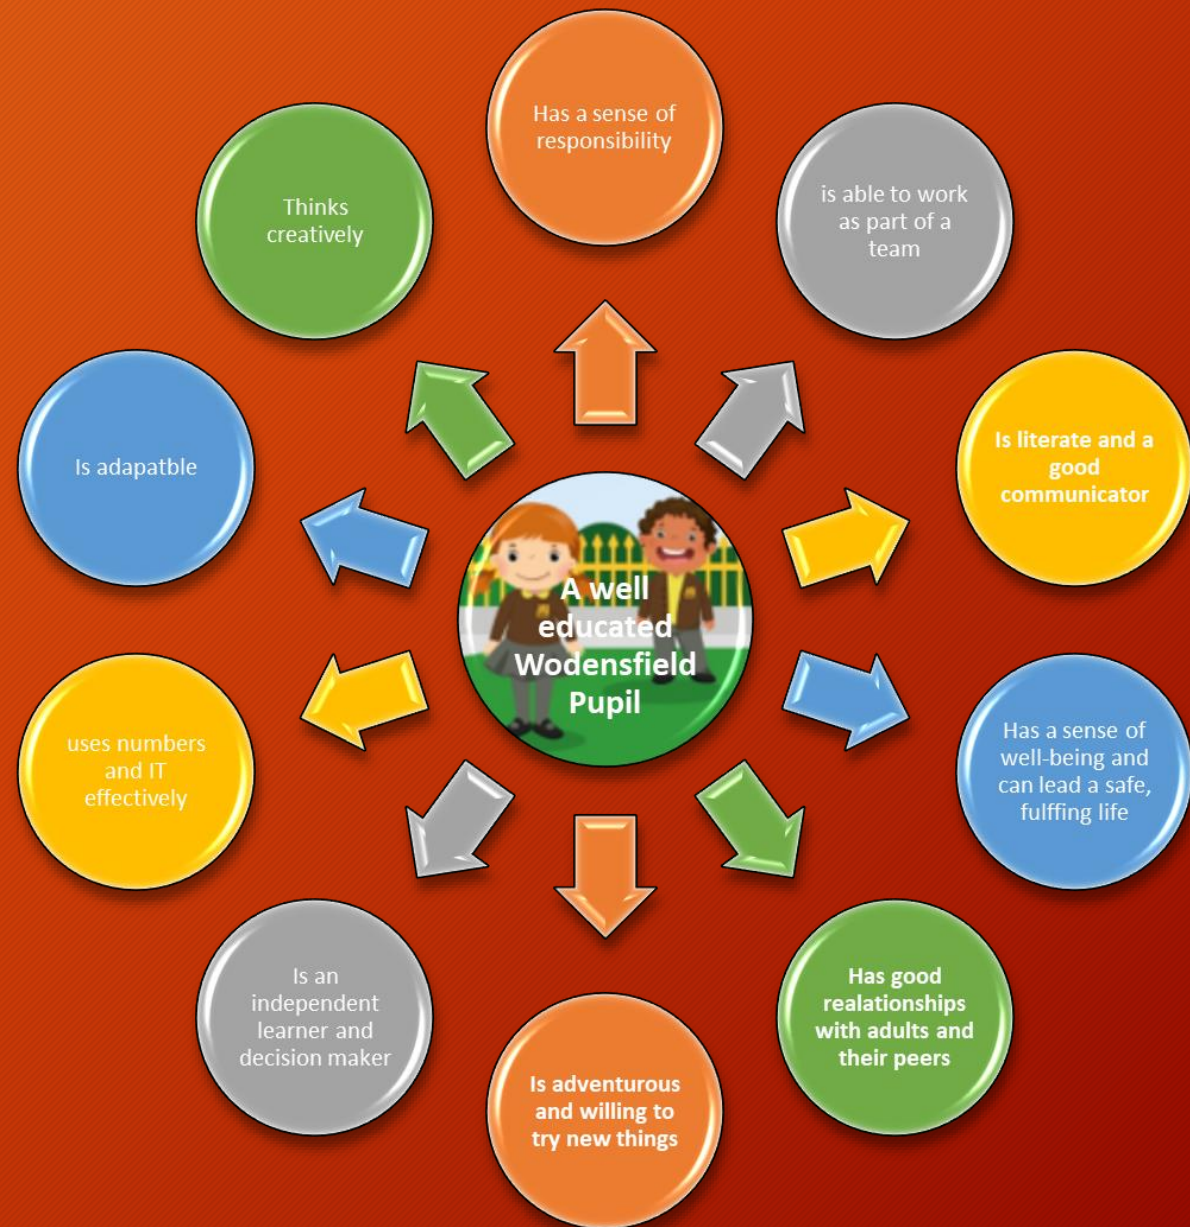 Has a sense of
responsibility
is able to work
as part of a
team
Is literate and a
good
communicator
Has a sense of
well-being and
can lead a safe,
fulffing life
Has good
realationships
with adults and
their peers
Is adventurous
and willing to
try new things
Is an
independent
learner and
decision maker
uses numbers
and IT
effectively
Is adapatble
Thinks
creatively
A well
educated
Wodensfield
Pupil